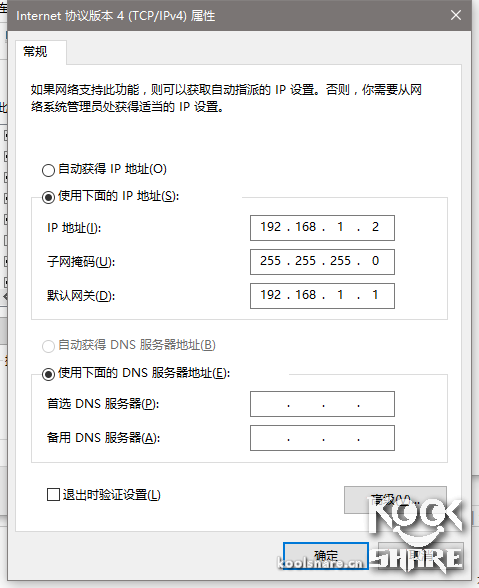 Internet 协议版本 4 (TCP/IPv4) 属性
常规
如果网络支持此功能，则可以获取自动指派的 IP 设置。否则，你需要从网
络系统管理员处获得适当的 IP 设置。
自动获得 IP 地址(O)
使用下面的 IP 地址(S):
IP 地址(I): 192 . 168 . 1 . 2
子网掩码(U): 255 . 255 . 255 . 0
默认网关(D): 192 . 168 . 1 . 1
自动获得 DNS 服务器地址(B)
使用下面的 DNS 服务器地址(E):
首选 DNS 服务器(P): . . .
备用 DNS 服务器(A): . . .
退出时验证设置(L)
高级(V)...
确定
koolshare.cn
KOOL
SHARE